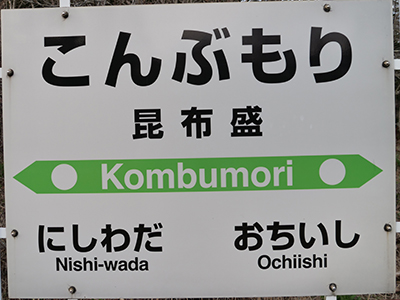 こんぶもり
昆布盛
Kombumori
にしわだ おちいし
Nishi-wada Ochiishi